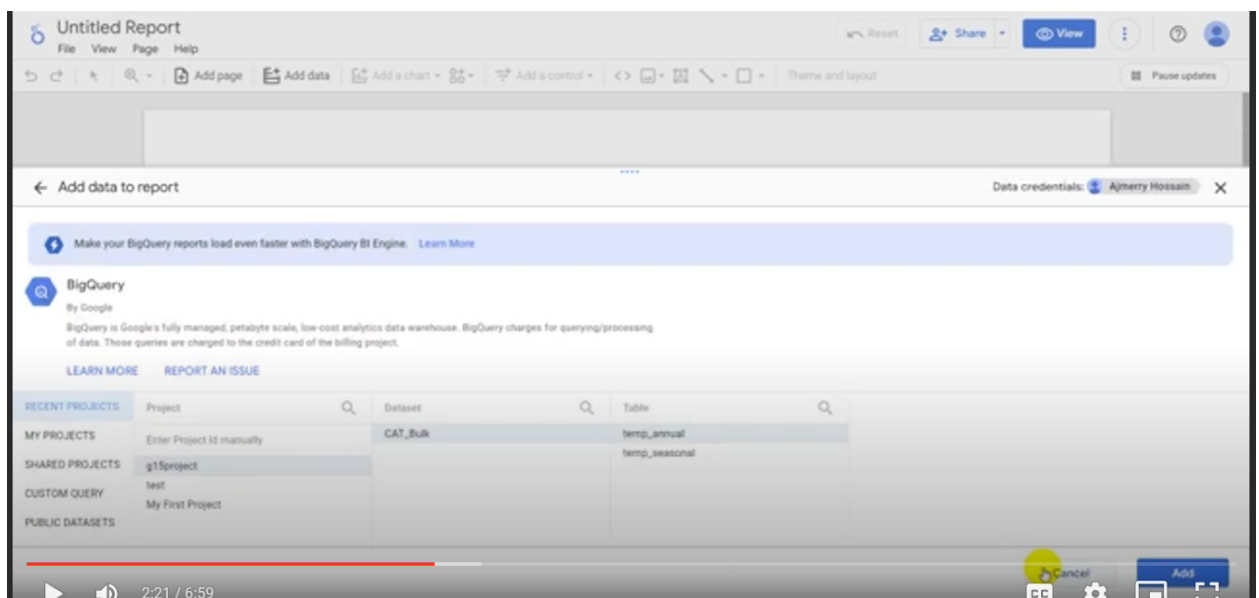 Untitled Report
File View Page Help
Reset Share View
Add page Add data Add a chart Add a control Theme and layout Pause updates
Add data to report Data credentials: Ajmerry Hossain
Make your BigQuery reports load even faster with BigQuery BI Engine. Learn More
BigQuery
By Google
BigQuery is Google's fully managed, petabyte scale, low-cost analytics data warehouse. BigQuery charges for querying/processing
of data. Those queries are charged to the credit card of the billing project.
LEARN MORE REPORT AN ISSUE
RECENT PROJECTS Project Dataset Table
MY PROJECTS Enter Project Id manually CAT_Bulk temp_annual
SHARED PROJECTS g15project temp_seasonal
CUSTOM QUERY test
PUBLIC DATASETS My First Project
Cancel Add
2:21 / 6:59 CC